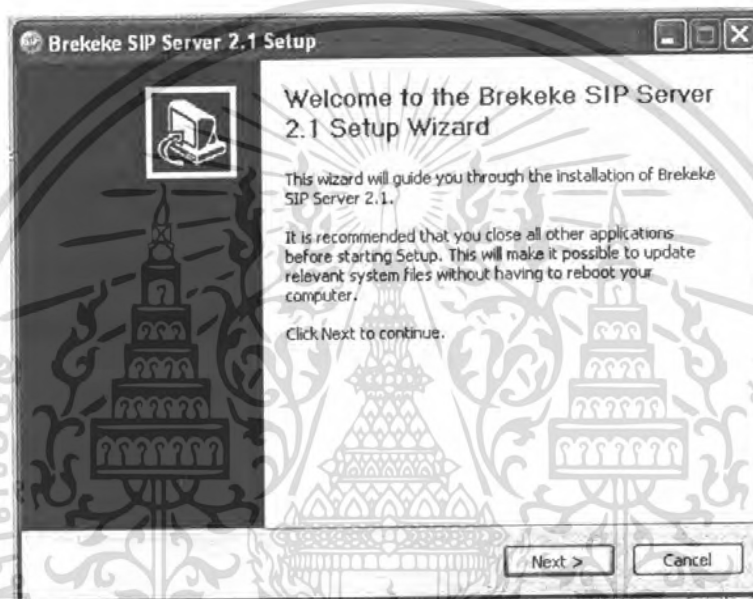 Brekeke SIP Server 2.1 Setup
Welcome to the Brekeke SIP Server
2.1 Setup Wizard
This wizard will guide you through the installation of Brekeke
SIP Server 2.1.
It is recommended that you close all other applications
before starting Setup. This will make it possible to update
relevant system files without having to reboot your
computer.
Click Next to continue.
Next >
Cancel